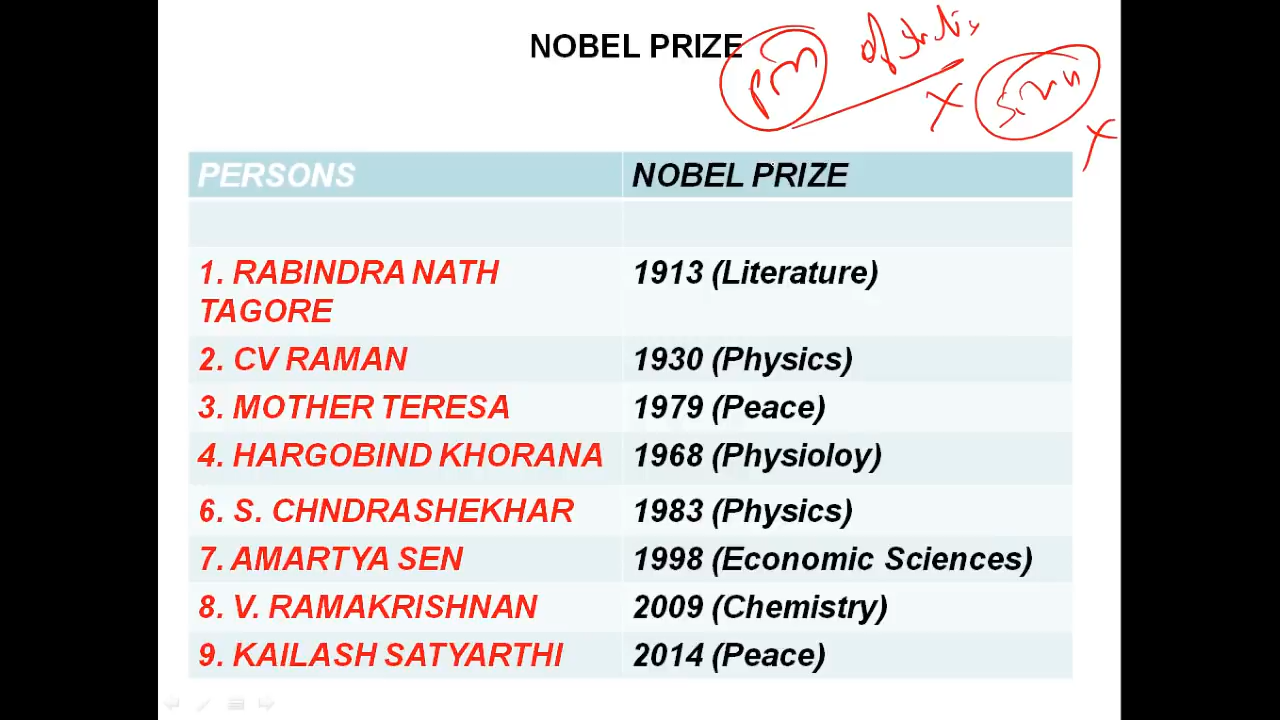 NOBEL PRIZE
PERSONS NOBEL PRIZE
1. RABINDRA NATH TAGORE 1913 (Literature)
2. CV RAMAN 1930 (Physics)
3. MOTHER TERESA 1979 (Peace)
4. HARGOBIND KHORANA 1968 (Physioloy)
6. S. CHNDRASHEKHAR 1983 (Physics)
7. AMARTYA SEN 1998 (Economic Sciences)
8. V. RAMAKRISHNAN 2009 (Chemistry)
9. KAILASH SATYARTHI 2014 (Peace)